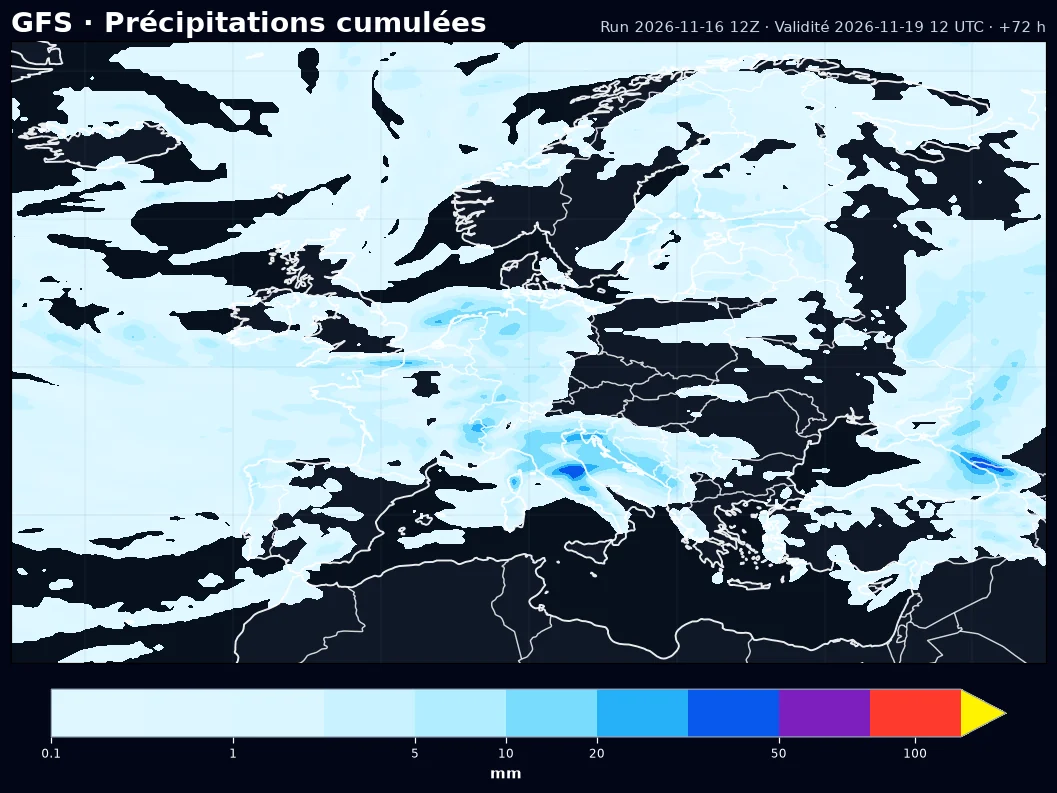 GFS · Précipitations cumulées
Run 2026-11-16 12Z · Validité 2026-11-19 12 UTC · +72 h
0.1 1 5 10 20 50 100
mm